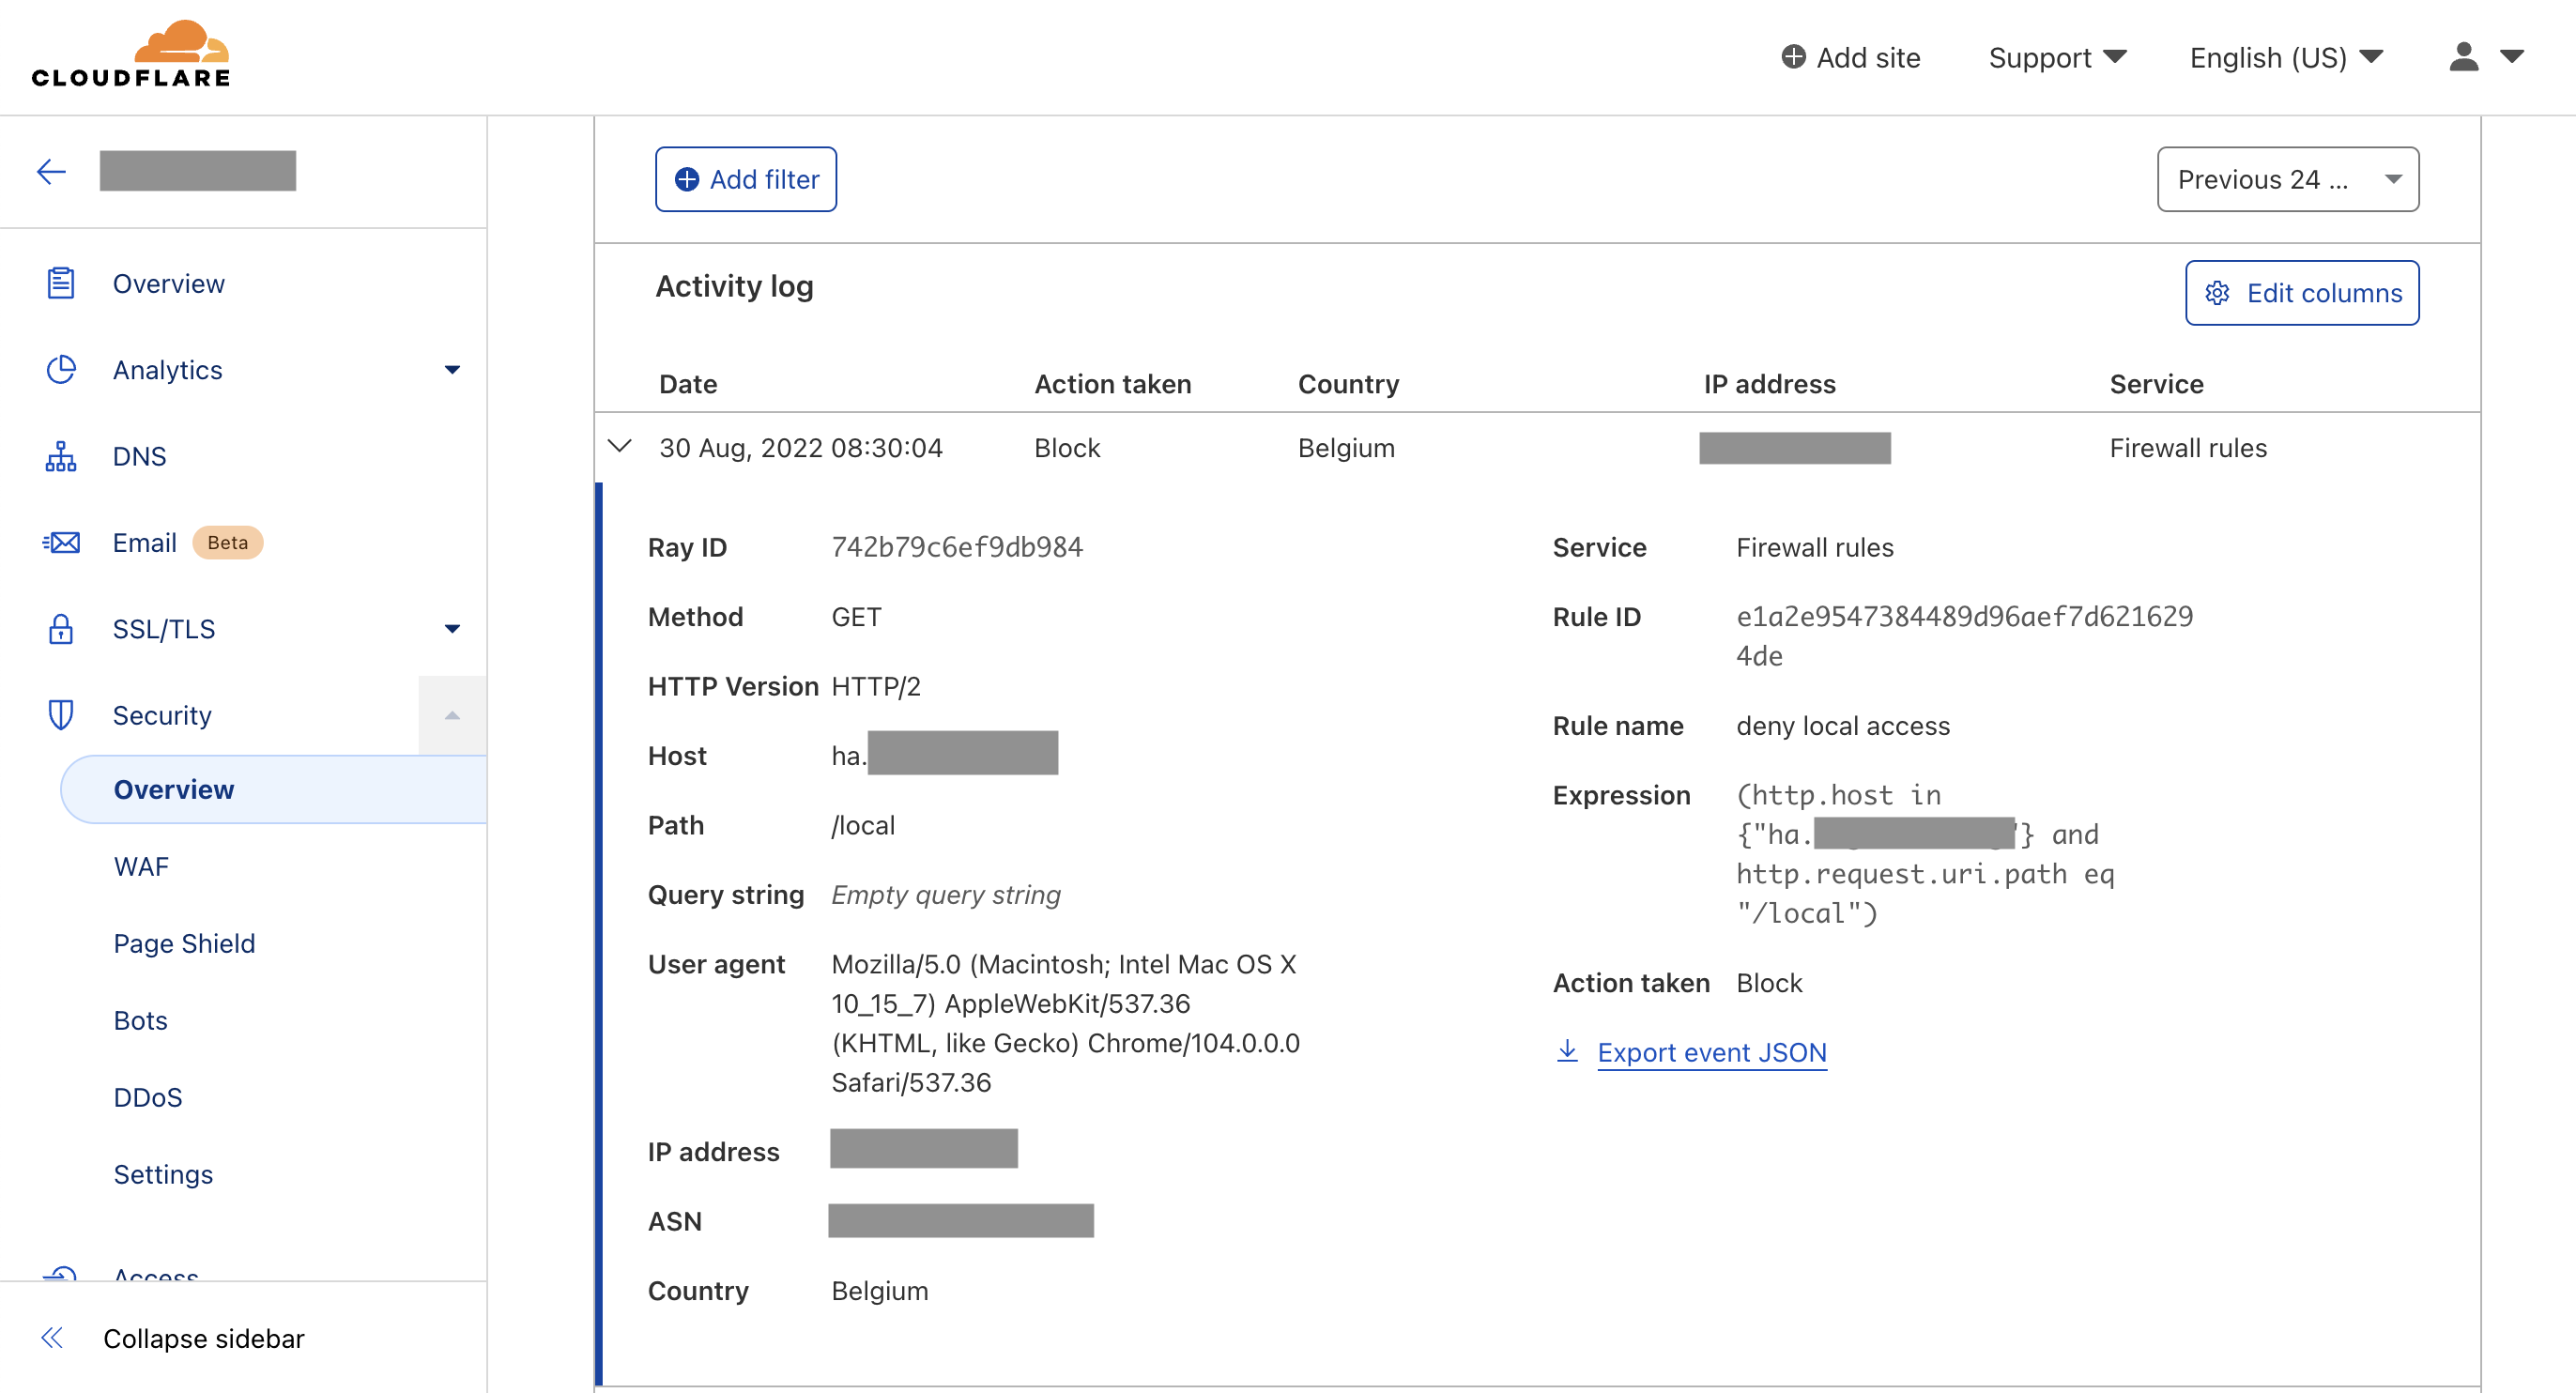 CLOUDFLARE
Add site
Support
English (US)
Overview
Analytics
DNS
Email Beta
SSL/TLS
Security
Overview
WAF
Page Shield
Bots
DDoS
Settings
Access
Collapse sidebar
Add filter
Previous 24 ...
Activity log
Edit columns
Date Action taken Country IP address Service
30 Aug, 2022 08:30:04 Block Belgium Firewall rules
Ray ID 742b79c6ef9db984
Method GET
HTTP Version HTTP/2
Host ha.
Path /local
Query string Empty query string
User agent Mozilla/5.0 (Macintosh; Intel Mac OS X
10_15_7) AppleWebKit/537.36
(KHTML, like Gecko) Chrome/104.0.0.0
Safari/537.36
IP address
ASN
Country Belgium
Service Firewall rules
Rule ID e1a2e9547384489d96aef7d621629
4de
Rule name deny local access
Expression (http.host in
{"ha. "} and
http.request.uri.path eq
"/local")
Action taken Block
Export event JSON